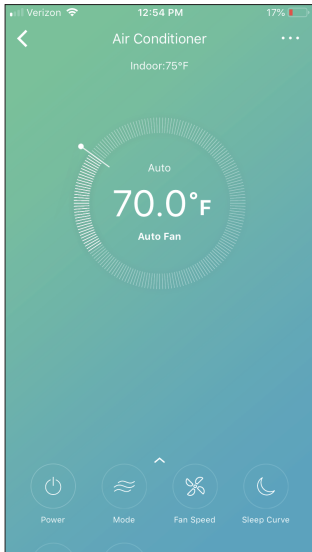 Verizon 12:54 PM 17%
Air Conditioner
Indoor:75°F
Auto
70.0°F
Auto Fan
Power Mode Fan Speed Sleep Curve